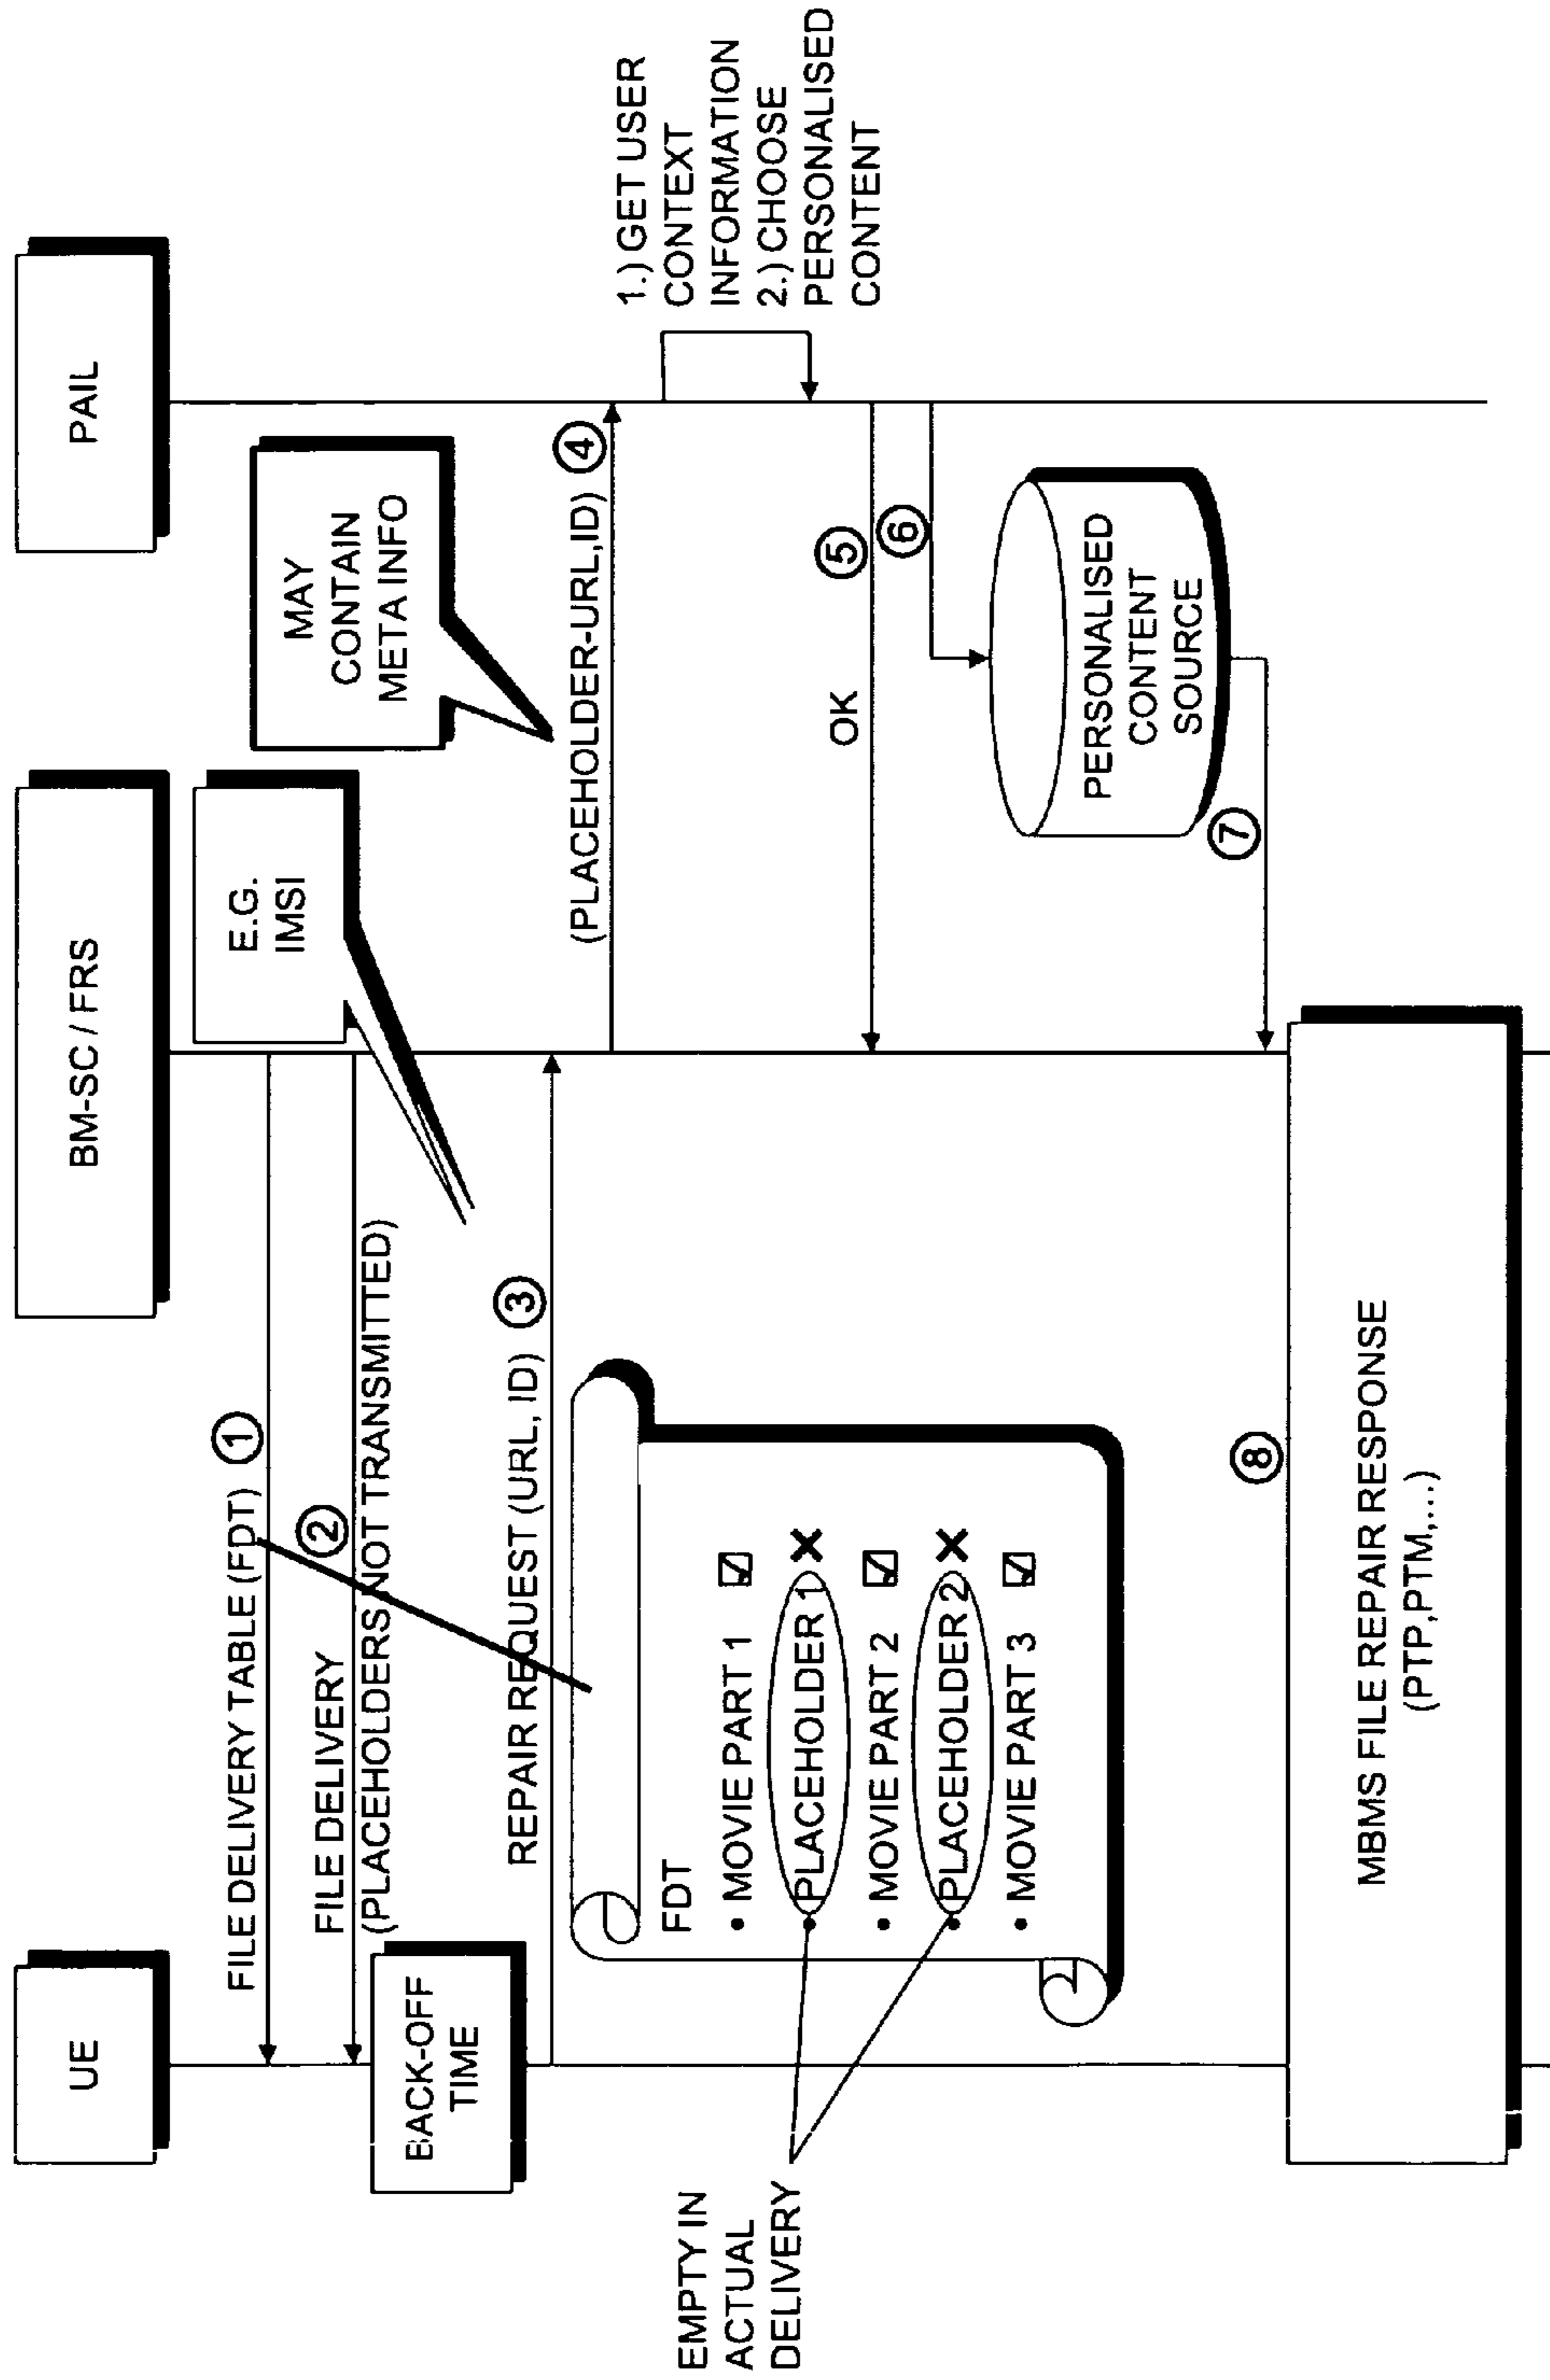 UE
BM-SC / FRS
PAIL
FILE DELIVERY TABLE (FDT) 1
E.G.
IMSI
MAY
CONTAIN
META INFO
2
FILE DELIVERY
(PLACEHOLDERS NOT TRANSMITTED)
BACK-OFF
TIME
REPAIR REQUEST (URL, ID) 3
(PLACEHOLDER-URL,ID) 4
1.) GET USER
CONTEXT
INFORMATION
2.) CHOOSE
PERSONALISED
CONTENT
EMPTY IN
ACTUAL
DELIVERY
FDT
• MOVIE PART 1
• PLACEHOLDER 1
• MOVIE PART 2
• PLACEHOLDER 2
• MOVIE PART 3
OK
5
6
PERSONALISED
CONTENT
SOURCE
7
8
MBMS FILE REPAIR RESPONSE
(PTP,PTM,...)